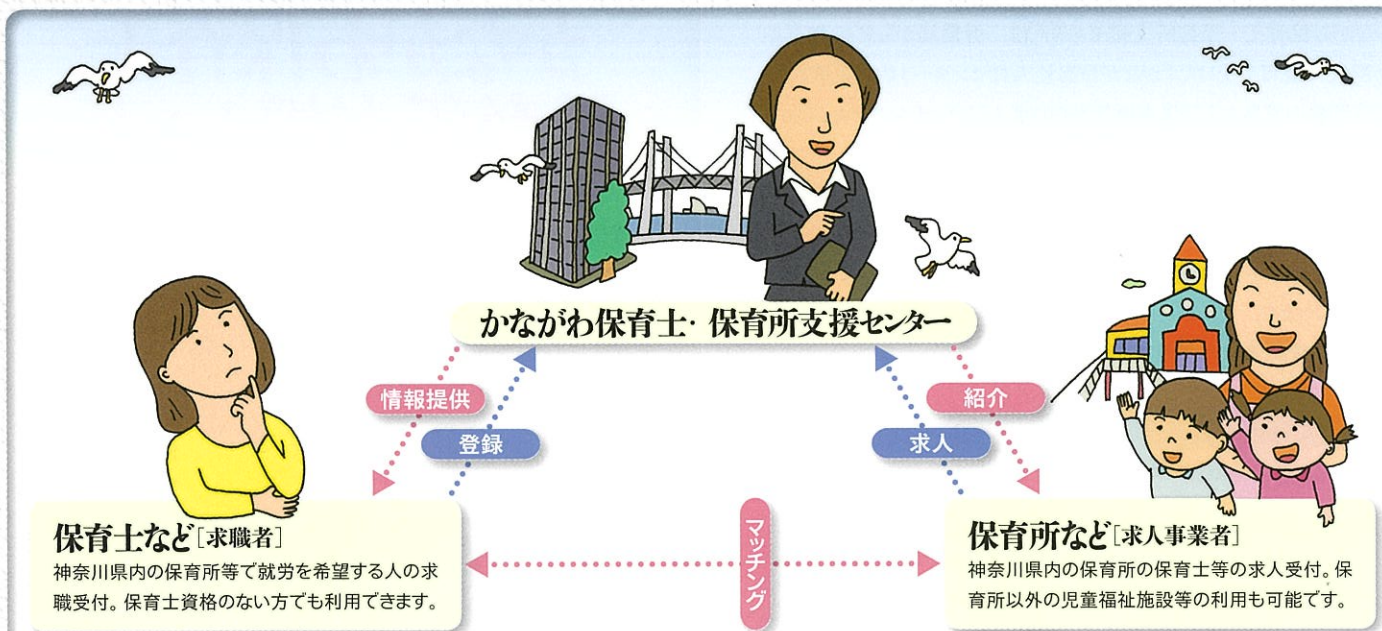 かながわ保育士・保育所支援センター
情報提供
登録
紹介
求人
マッチング
保育士など[求職者]
神奈川県内の保育所等で就労を希望する人の求
職受付。保育士資格のない方でも利用できます。
保育所など[求人事業者]
神奈川県内の保育所の保育士等の求人受付。保
育所以外の児童福祉施設等の利用も可能です。